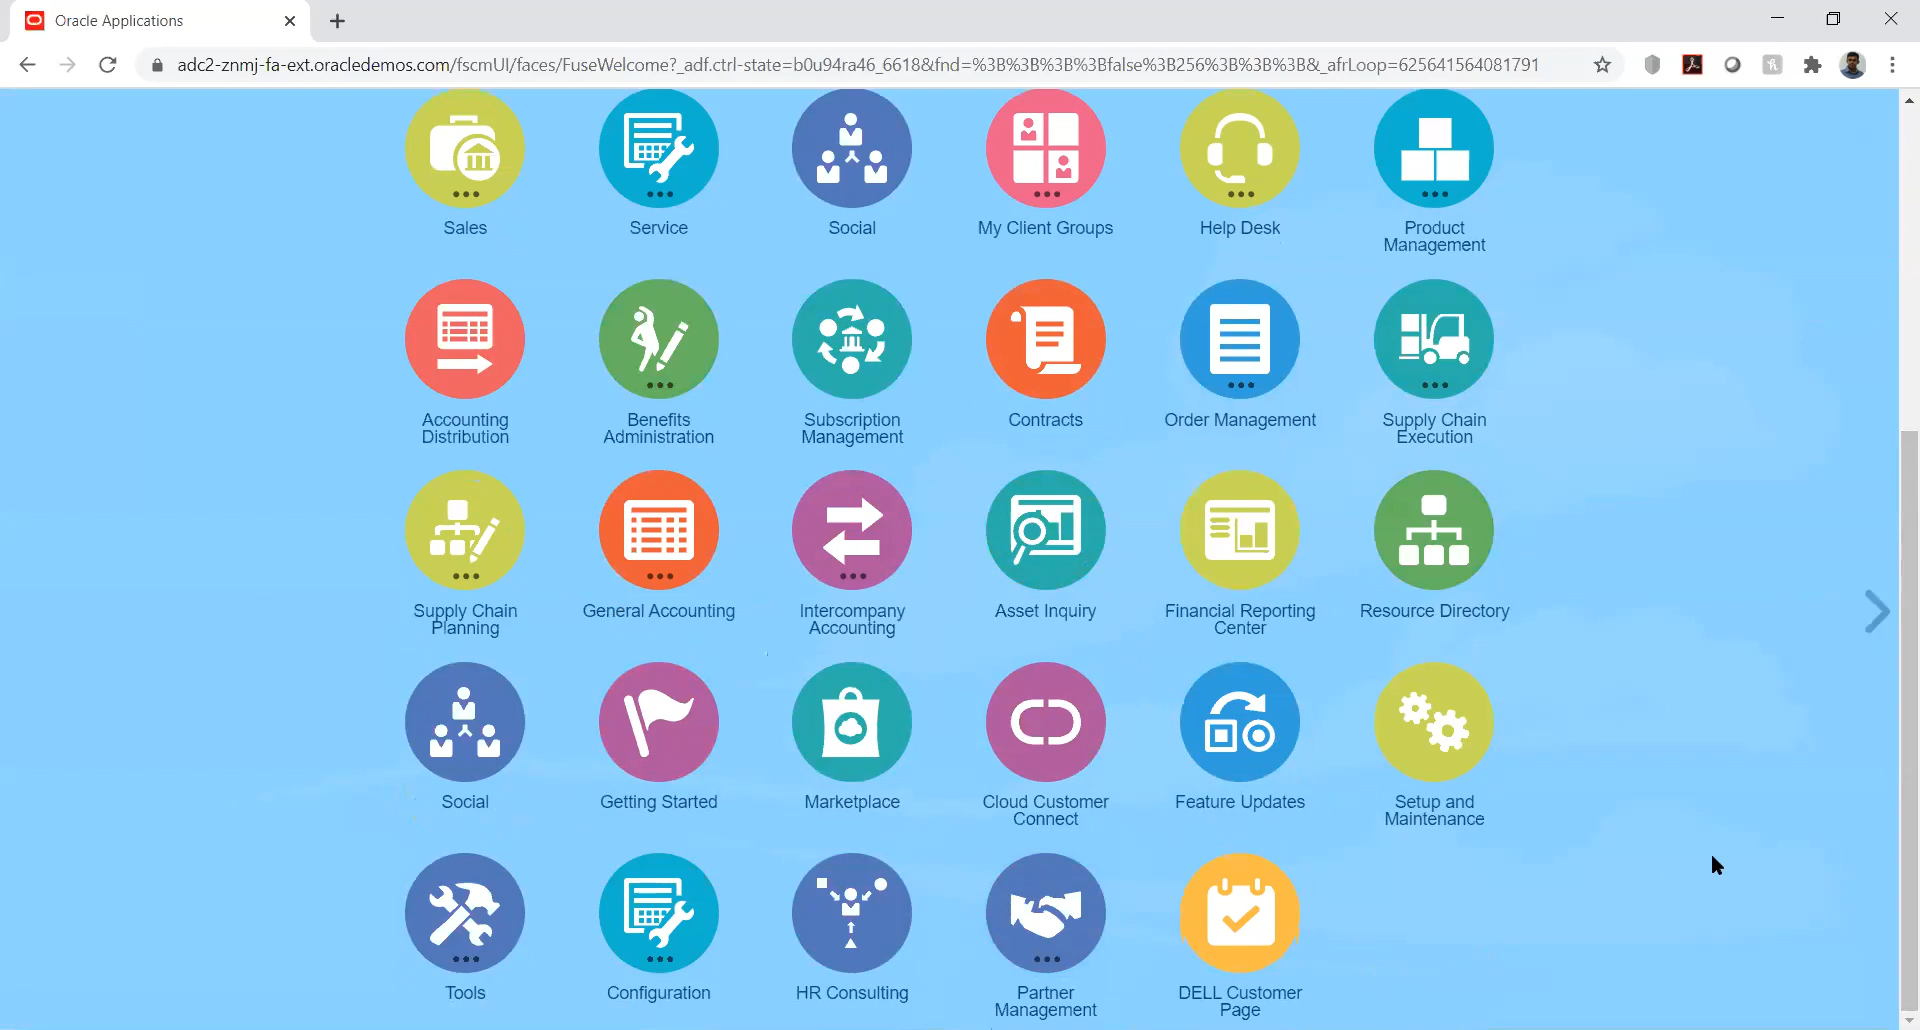 Oracle Applications
adc2-znmj-fa-ext.oracledemos.com/fscmUI/faces/FuseWelcome?_adf.ctrl-state=b0u94ra46_6618&fnd=%3B%3B%3B%3Bfalse%3B256%3B%3B%3B&_afrLoop=625641564081791
Sales
Service
Social
My Client Groups
Help Desk
Product
Management
Accounting
Distribution
Benefits
Administration
Subscription
Management
Contracts
Order Management
Supply Chain
Execution
Supply Chain
Planning
General Accounting
Intercompany
Accounting
Asset Inquiry
Financial Reporting
Center
Resource Directory
Social
Getting Started
Marketplace
Cloud Customer
Connect
Feature Updates
Setup and
Maintenance
Tools
Configuration
HR Consulting
Partner
Management
DELL Customer
Page